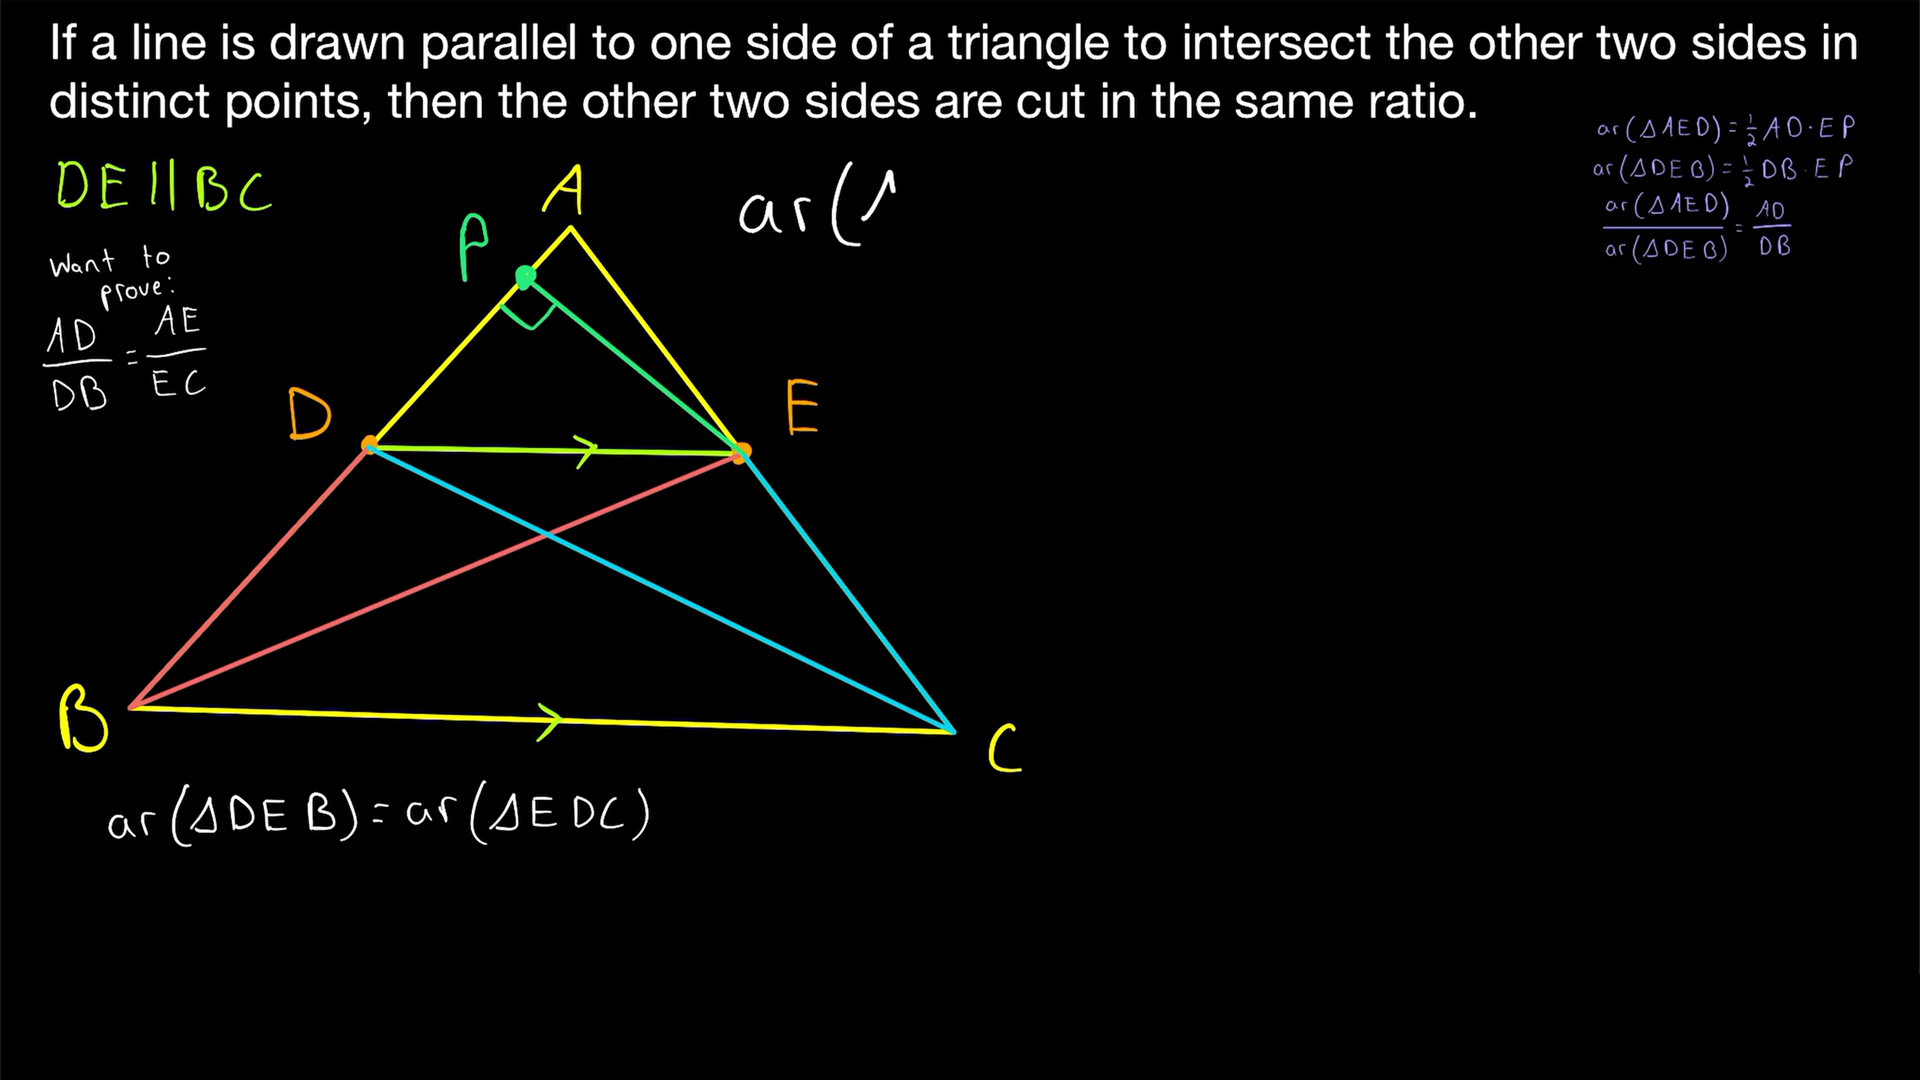 If a line is drawn parallel to one side of a triangle to intersect the other two sides in
distinct points, then the other two sides are cut in the same ratio.
ar(ΔAED) = 1/2 AD·EP
ar(ΔDEB) = 1/2 DB·EP
ar(ΔAED)/ar(ΔDEB) = AD/DB
DE||BC
Want to
prove:
AD/DB = AE/EC
A
ar(
P
D
E
B
C
ar(ΔDEB) = ar(ΔEDC)